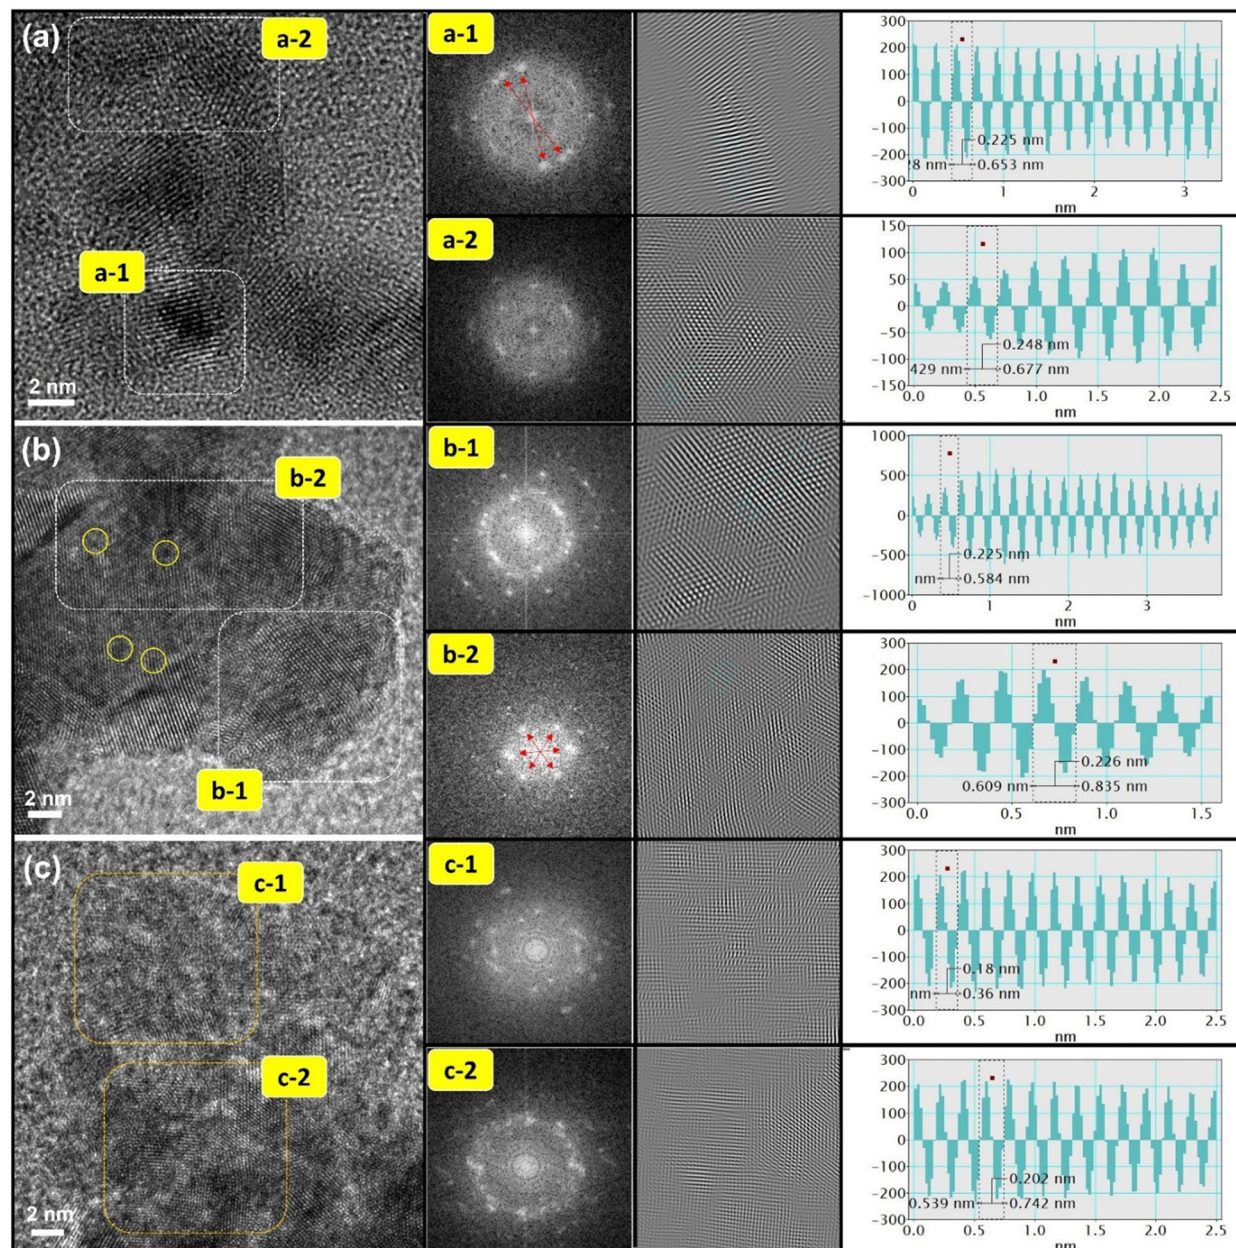 (a)
a-2
a-1
2 nm
a-1
300
200
100
0
-100
-200
-300
0.225 nm
28 nm
0.653 nm
0 1 2 3
nm
a-2
150
100
50
0
-50
-100
-150
0.248 nm
429 nm
0.677 nm
0 0.5 1.0 1.5 2.0 2.5
nm
(b)
b-2
b-1
2 nm
b-1
1000
500
0
-500
-1000
0.225 nm
nm
0.584 nm
0 1 2 3
nm
b-2
300
200
100
0
-100
-200
-300
0.226 nm
0.609 nm
0.835 nm
0.0 0.5 1.0 1.5
nm
(c)
c-1
c-2
2 nm
c-1
300
200
100
0
-100
-200
-300
0.18 nm
nm
0.36 nm
0.0 0.5 1.0 1.5 2.0 2.5
nm
c-2
300
200
100
0
-100
-200
-300
0.202 nm
0.539 nm
0.742 nm
0.0 0.5 1.0 1.5 2.0 2.5
nm